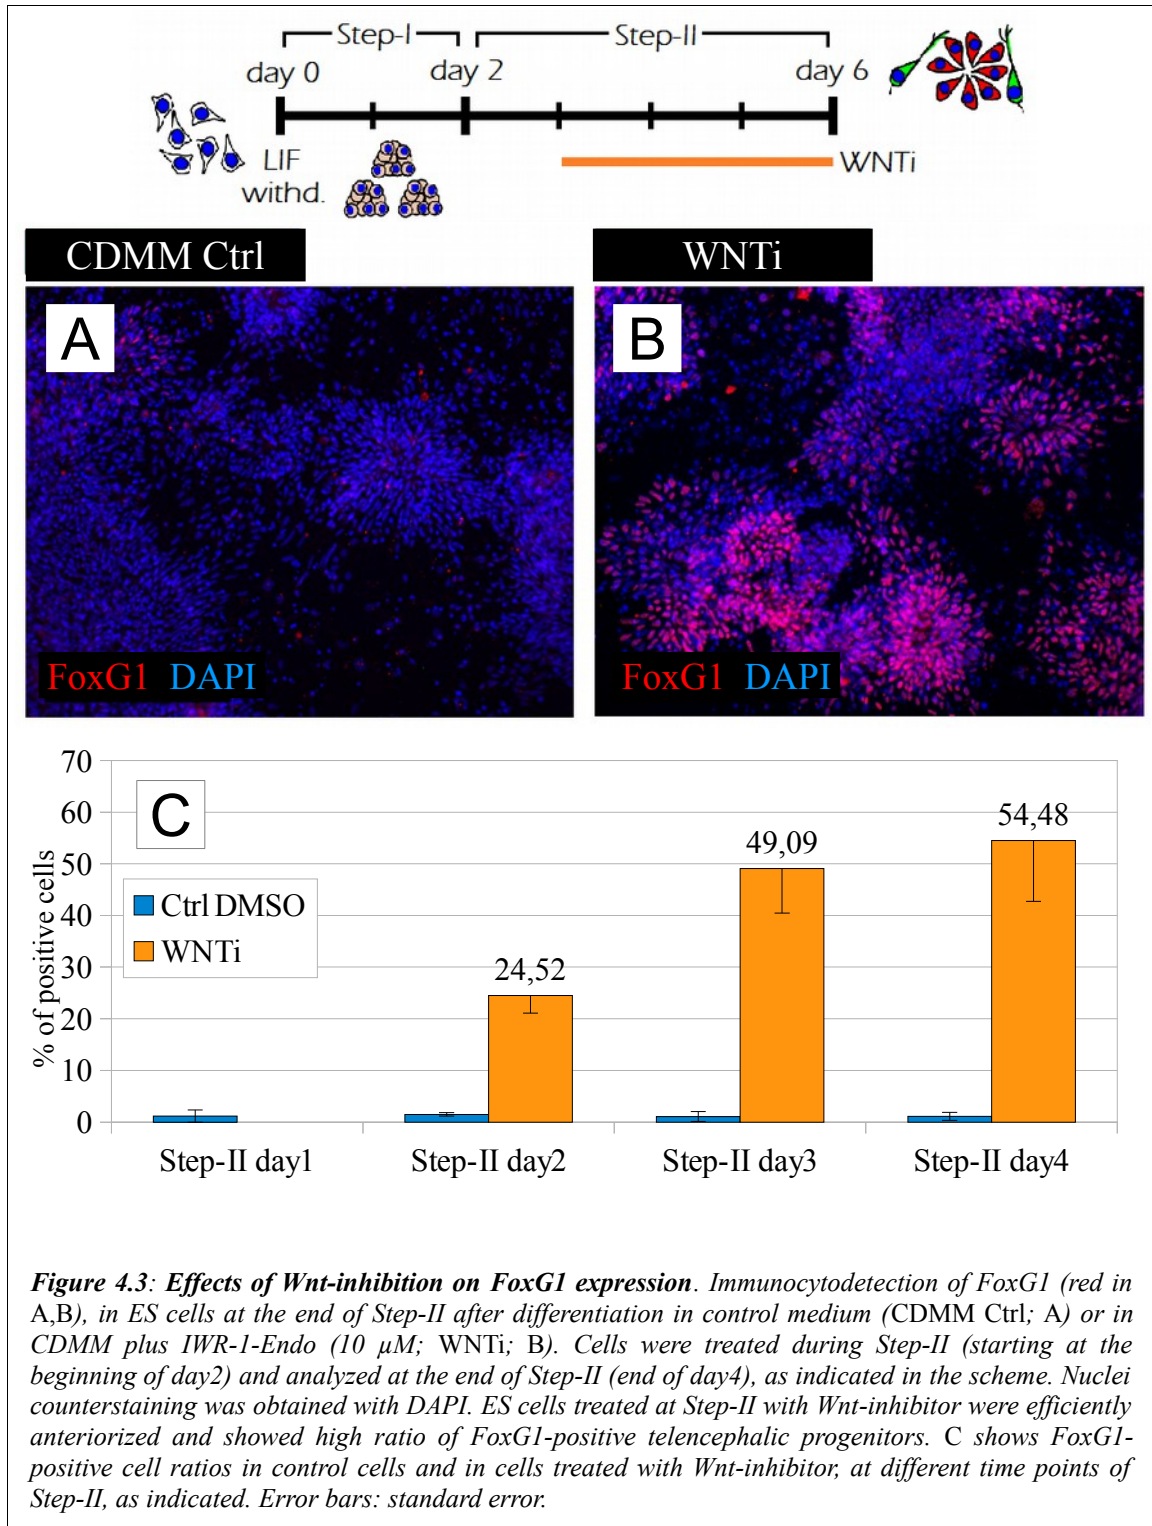 Step-I Step-II
day 0 day 2 day 6
LIF
withd.
WNTi
CDMM Ctrl WNTi
A B
FoxG1 DAPI FoxG1 DAPI
70
60
50
40
30
20
10
0
% of positive cells
C
Ctrl DMSO
WNTi
24,52
49,09
54,48
Step-II day1 Step-II day2 Step-II day3 Step-II day4
Figure 4.3: Effects of Wnt-inhibition on FoxG1 expression. Immunocytodetection of FoxG1 (red in
A,B), in ES cells at the end of Step-II after differentiation in control medium (CDMM Ctrl; A) or in
CDMM plus IWR-1-Endo (10 µM; WNTi; B). Cells were treated during Step-II (starting at the
beginning of day2) and analyzed at the end of Step-II (end of day4), as indicated in the scheme. Nuclei
counterstaining was obtained with DAPI. ES cells treated at Step-II with Wnt-inhibitor were efficiently
anteriorized and showed high ratio of FoxG1-positive telencephalic progenitors. C shows FoxG1-
positive cell ratios in control cells and in cells treated with Wnt-inhibitor, at different time points of
Step-II, as indicated. Error bars: standard error.